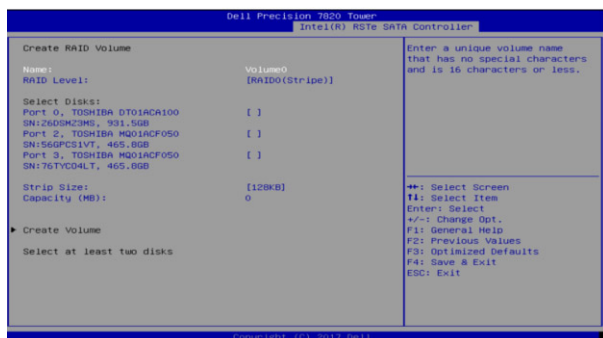 Dell Precision 7820 Tower
Intel(R) RSTe SATA Controller
Create RAID Volume
Name: Volume0
RAID Level: [RAID0(Stripe)]
Select Disks:
Port 0, TOSHIBA DT01ACA100 [ ]
SN:26DSMZ3MS, 931.5GB
Port 2, TOSHIBA MQ01ACF050 [ ]
SN:56GPCS1VT, 465.8GB
Port 3, TOSHIBA MQ01ACF050 [ ]
SN:76TYC04LT, 465.8GB
Strip Size: [128KB]
Capacity (MB): 0
▶ Create Volume
Select at least two disks
Enter a unique volume name
that has no special characters
and is 16 characters or less.
↔: Select Screen
↑↓: Select Item
Enter: Select
+/-: Change Opt.
F1: General Help
F2: Previous Values
F3: Optimized Defaults
F4: Save & Exit
ESC: Exit
Copyright (C) 2017 Dell